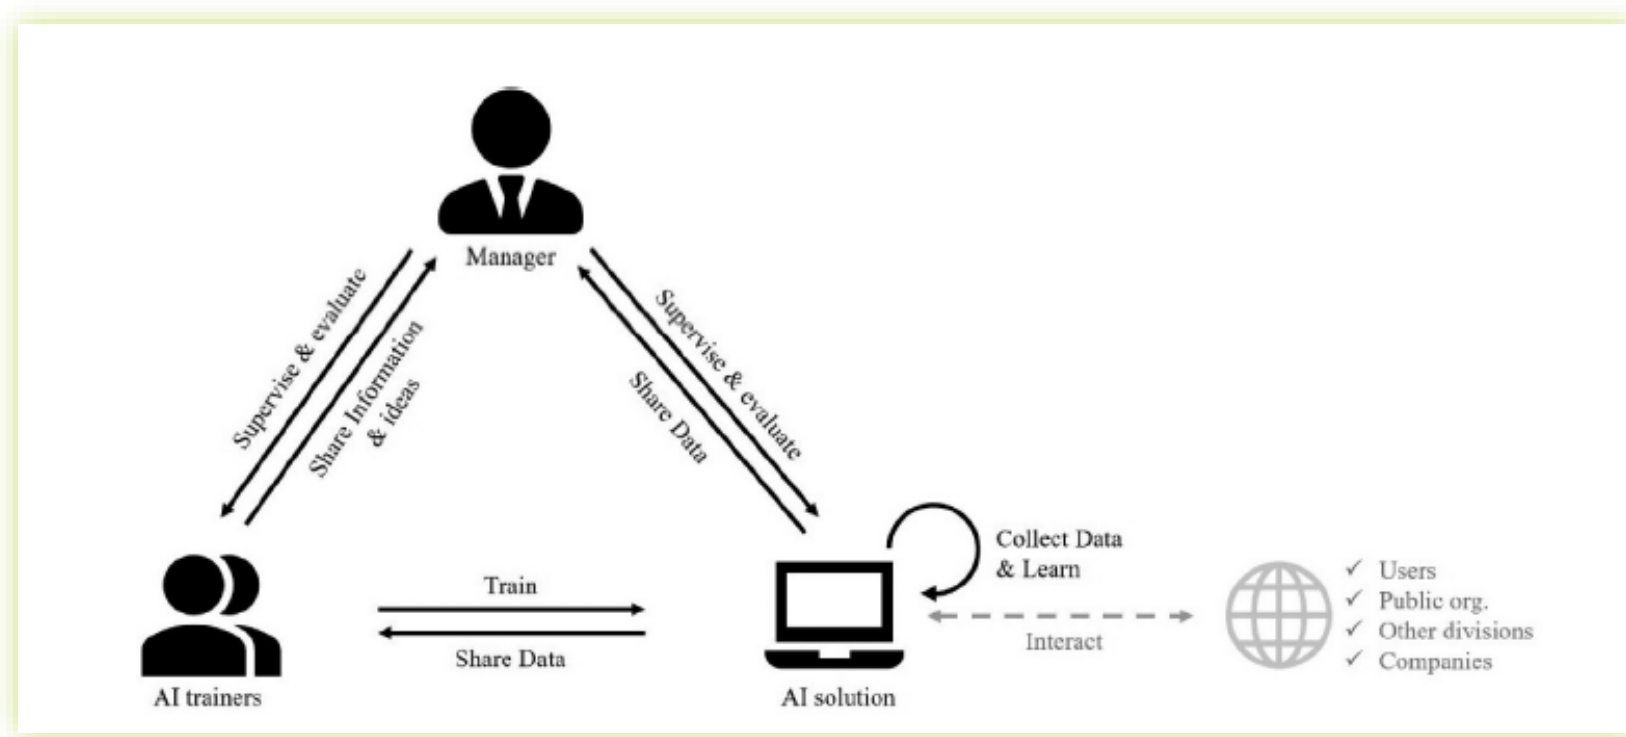 Manager
Supervise & evaluate
Share Information
& ideas
Supervise & evaluate
Share Data
Collect Data
& Learn
Train
Share Data
Interact
✓ Users
✓ Public org.
✓ Other divisions
✓ Companies
AI trainers
AI solution